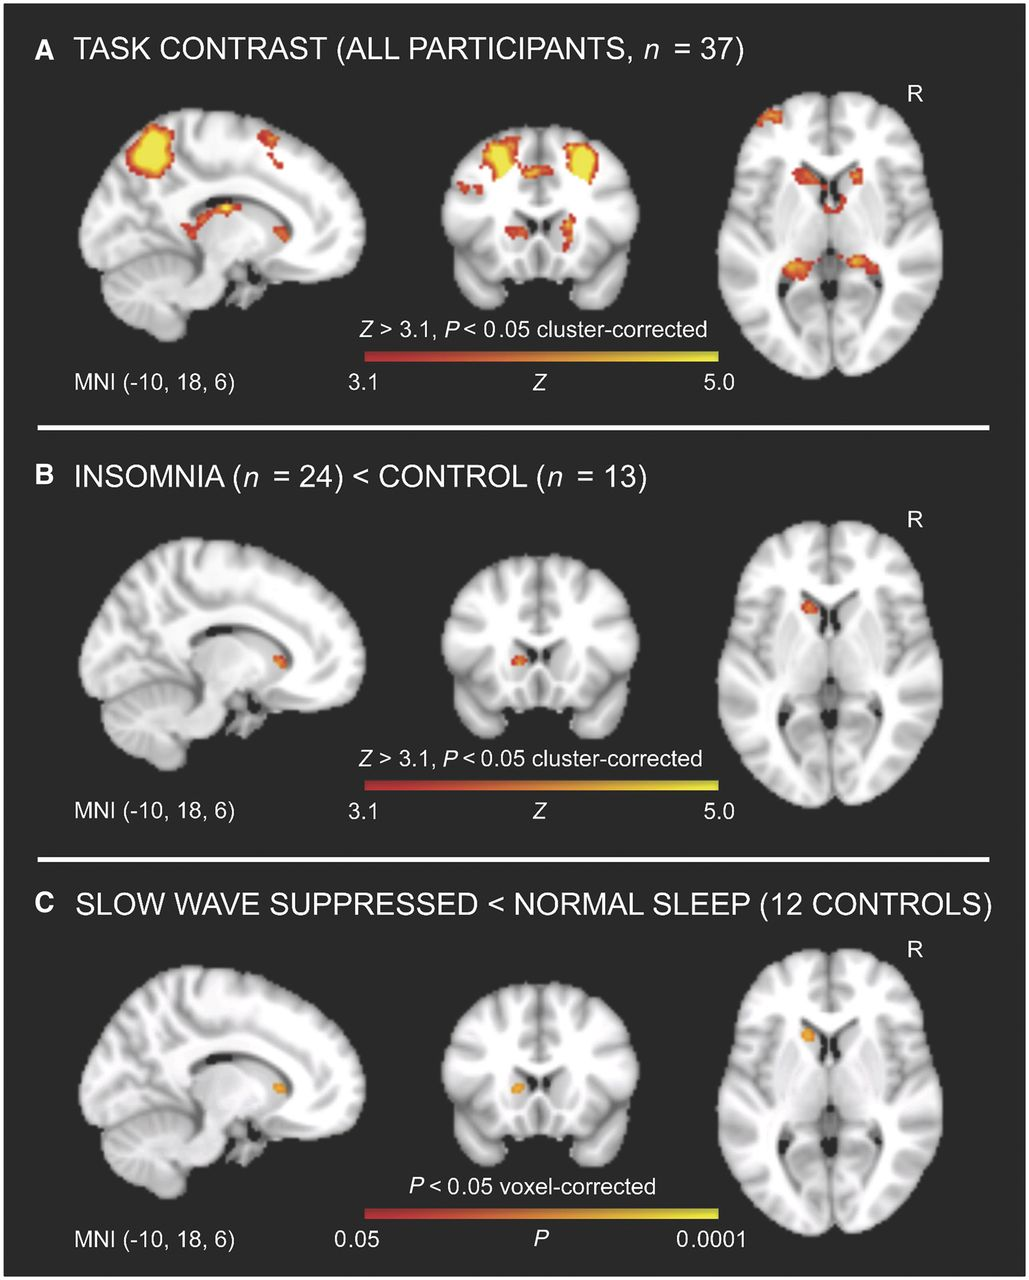 A TASK CONTRAST (ALL PARTICIPANTS, n = 37)
R
Z > 3.1, P < 0.05 cluster-corrected
MNI (-10, 18, 6)
3.1 Z 5.0
B INSOMNIA (n = 24) < CONTROL (n = 13)
R
Z > 3.1, P < 0.05 cluster-corrected
MNI (-10, 18, 6)
3.1 Z 5.0
C SLOW WAVE SUPPRESSED < NORMAL SLEEP (12 CONTROLS)
R
P < 0.05 voxel-corrected
MNI (-10, 18, 6)
0.05 P 0.0001